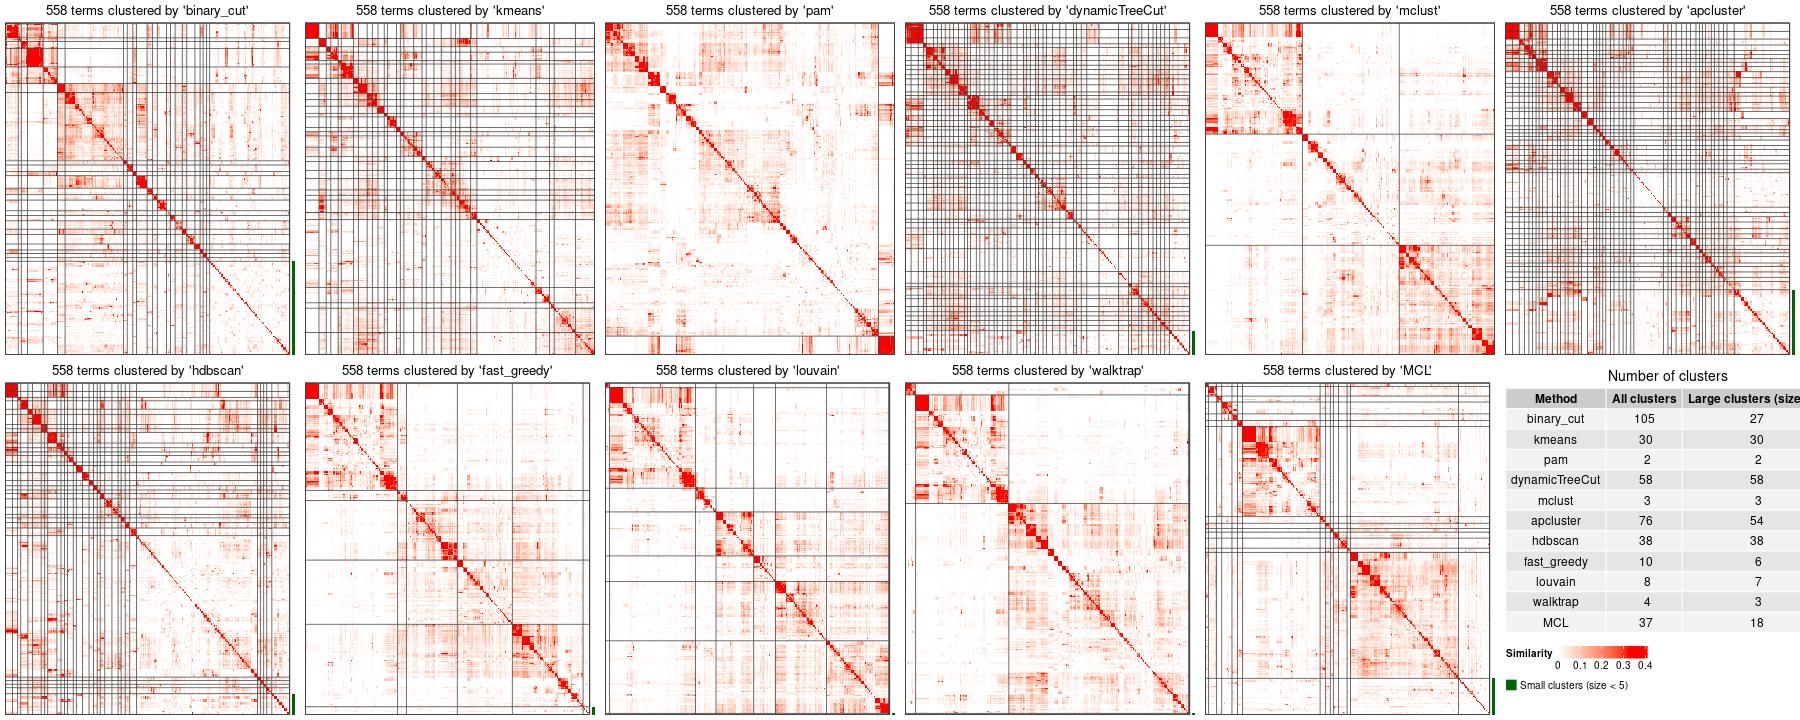 558 terms clustered by 'binary_cut'
558 terms clustered by 'kmeans'
558 terms clustered by 'pam'
558 terms clustered by 'dynamicTreeCut'
558 terms clustered by 'mclust'
558 terms clustered by 'apcluster'
558 terms clustered by 'hdbscan'
558 terms clustered by 'fast_greedy'
558 terms clustered by 'louvain'
558 terms clustered by 'walktrap'
558 terms clustered by 'MCL'
Number of clusters
Method All clusters Large clusters (size
binary_cut 105 27
kmeans 30 30
pam 2 2
dynamicTreeCut 58 58
mclust 3 3
apcluster 76 54
hdbscan 38 38
fast_greedy 10 6
louvain 8 7
walktrap 4 3
MCL 37 18
Similarity
0 0.1 0.2 0.3 0.4
Small clusters (size < 5)